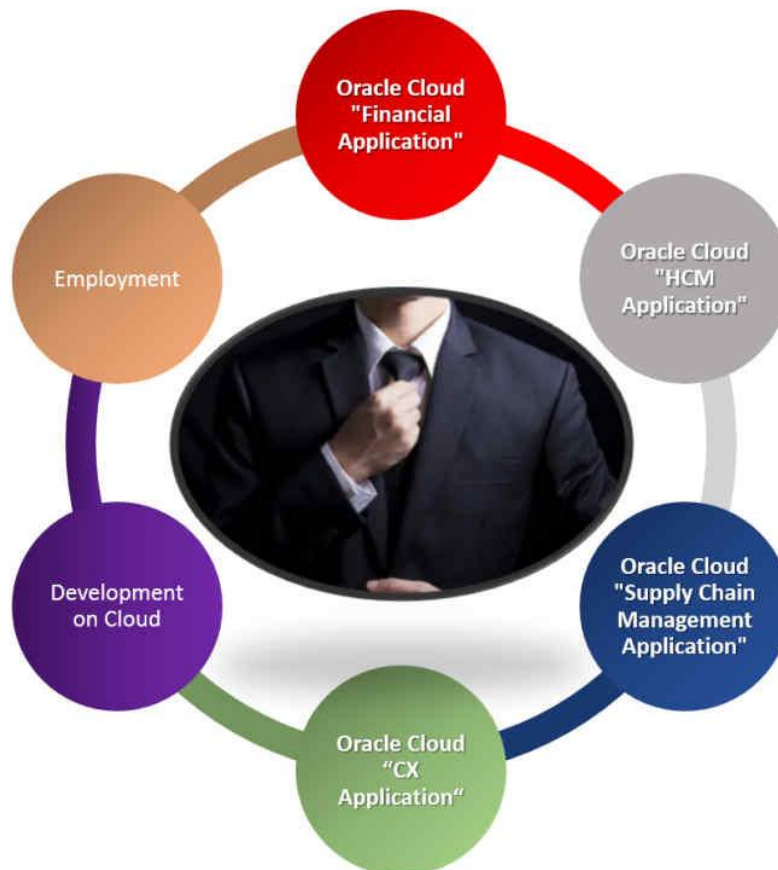 Oracle Cloud
"Financial
Application"
Oracle Cloud
"HCM
Application"
Oracle Cloud
"Supply Chain
Management
Application"
Oracle Cloud
“CX
Application“
Development
on Cloud
Employment